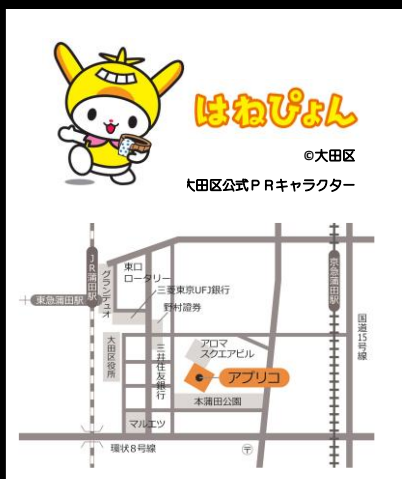 はねぴょん
©大田区
大田区公式ＰＲキャラクター
JR蒲田駅
東急蒲田駅
グランデュオ
東口
ロータリー
三菱東京UFJ銀行
野村證券
京急蒲田駅
国道15号線
大田区役所
三井住友銀行
アロマ
スクエアビル
アプリコ
本蒲田公園
マルエツ
環状8号線
〒